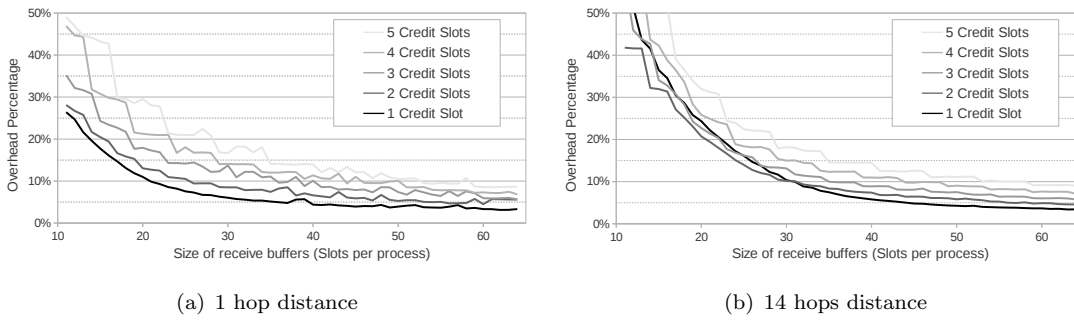 50%
40%
30%
20%
10%
0%
Overhead Percentage
5 Credit Slots
4 Credit Slots
3 Credit Slots
2 Credit Slots
1 Credit Slot
10 20 30 40 50 60
Size of receive buffers (Slots per process)
(a) 1 hop distance
50%
40%
30%
20%
10%
0%
Overhead Percentage
5 Credit Slots
4 Credit Slots
3 Credit Slots
2 Credit Slots
1 Credit Slot
10 20 30 40 50 60
Size of receive buffers (Slots per process)
(b) 14 hops distance